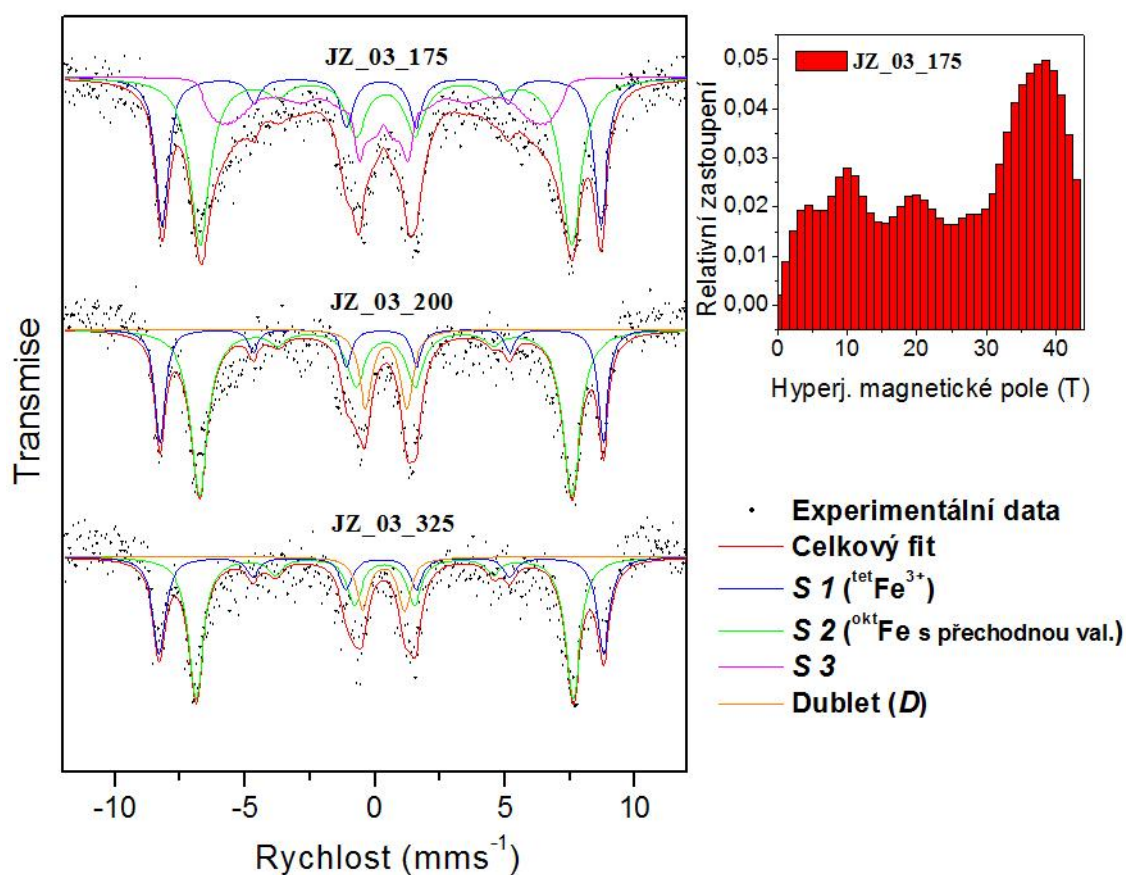 JZ_03_175
JZ_03_200
JZ_03_325
Transmise
-10 -5 0 5 10
Rychlost (mms⁻¹)
JZ_03_175
0,05
0,04
0,03
0,02
0,01
0,00
Relativní zastoupení
0 10 20 30 40
Hyperj. magnetické pole (T)
Experimentální data
Celkový fit
S 1 (ᵗᵉᵗFe³⁺)
S 2 (ᵒᵏᵗFe s přechodnou val.)
S 3
Dublet (D)